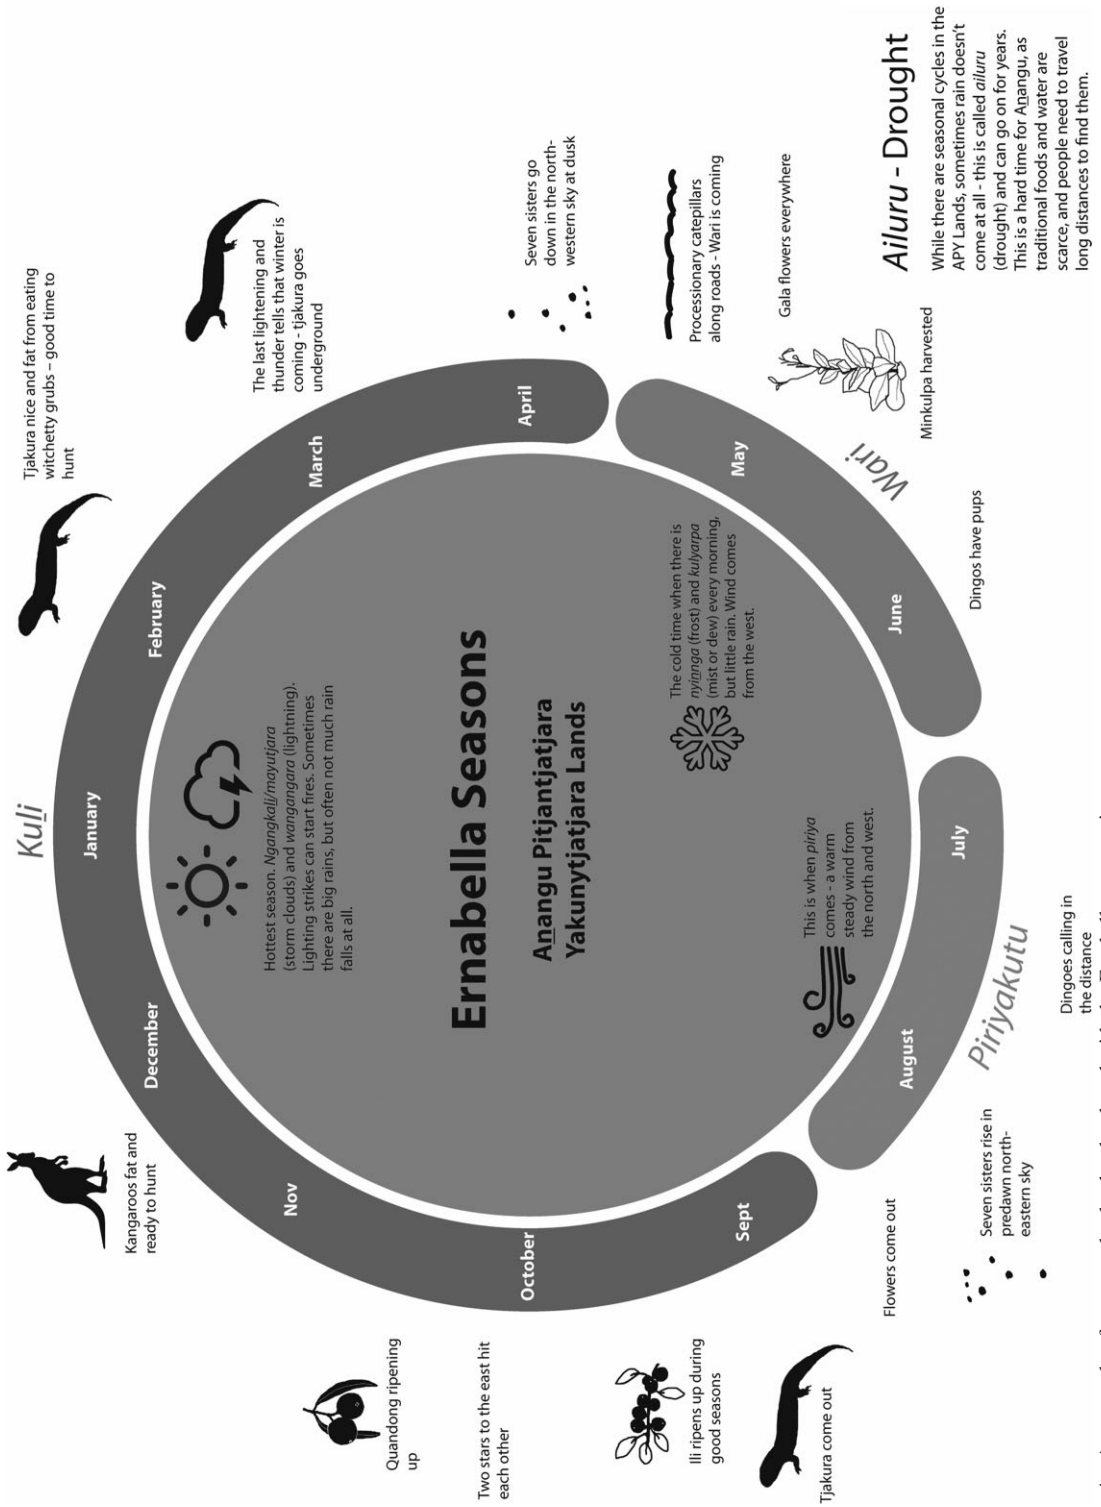 Ernabella Seasons
Aṉangu Pitjantjatjara
Yakunytjatjara Lands
Kuḻi
Hottest season. Ngangkaḻi/mayutjara
(storm clouds) and wangangara (lightning).
Lighting strikes can start fires. Sometimes
there are big rains, but often not much rain
falls at all.
January
February
March
April
May
June
July
August
Sept
October
Nov
December
Tjakura nice and fat from eating
witchetty grubs – good time to
hunt
The last lightening and
thunder tells that winter is
coming - tjakura goes
underground
Seven sisters go
down in the north-
western sky at dusk
Processionary catepillars
along roads - Wari is coming
Gala flowers everywhere
Minkulpa harvested
Wari
The cold time when there is
nyiṉnga (frost) and kulyarpa
(mist or dew) every morning,
but little rain. Wind comes
from the west.
Dingos have pups
Piriyakutu
This is when piriya
comes - a warm
steady wind from
the north and west.
Dingoes calling in
the distance
Seven sisters rise in
predawn north-
eastern sky
Flowers come out
Tjakura come out
Ili ripens up during
good seasons
Two stars to the east hit
each other
Quandong ripening
up
Kangaroos fat and
ready to hunt
Ailuru - Drought
While there are seasonal cycles in the
APY Lands, sometimes rain doesn't
come at all - this is called ailuru
(drought) and can go on for years.
This is a hard time for Aṉangu, as
traditional foods and water are
scarce, and people need to travel
long distances to find them.